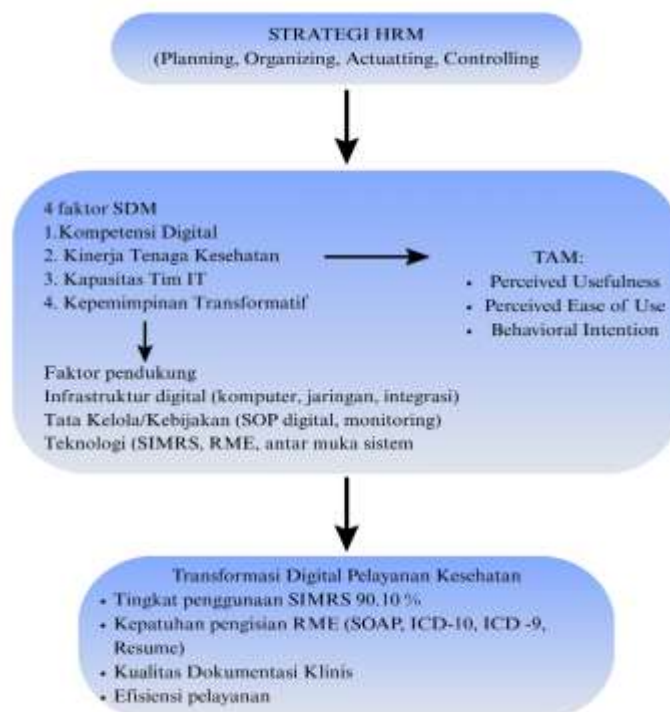 STRATEGI HRM
(Planning, Organizing, Actuatting, Controlling
4 faktor SDM
1.Kompetensi Digital
2. Kinerja Tenaga Kesehatan
3. Kapasitas Tim IT
4. Kepemimpinan Transformatif
TAM:
• Perceived Usefulness
• Perceived Ease of Use
• Behavioral Intention
Faktor pendukung
Infrastruktur digital (komputer, jaringan, integrasi)
Tata Kelola/Kebijakan (SOP digital, monitoring)
Teknologi (SIMRS, RME, antar muka sistem
Transformasi Digital Pelayanan Kesehatan
• Tingkat penggunaan SIMRS 90,10 %
• Kepatuhan pengisian RME (SOAP, ICD-10, ICD -9,
Resume)
• Kualitas Dokumentasi Klinis
• Efisiensi pelayanan